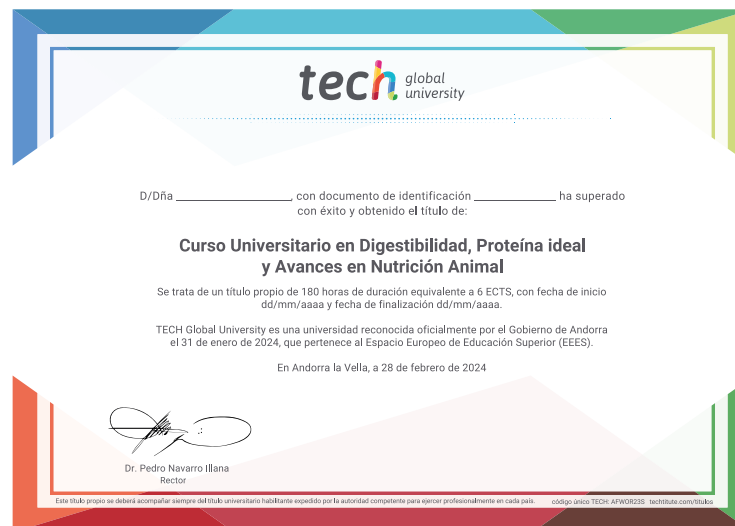 tech global university
D/Dña ______________, con documento de identificación __________ ha superado
con éxito y obtenido el título de:
Curso Universitario en Digestibilidad, Proteína ideal
y Avances en Nutrición Animal
Se trata de un título propio de 180 horas de duración equivalente a 6 ECTS, con fecha de inicio
dd/mm/aaaa y fecha de finalización dd/mm/aaaa.
TECH Global University es una universidad reconocida oficialmente por el Gobierno de Andorra
el 31 de enero de 2024, que pertenece al Espacio Europeo de Educación Superior (EEES).
En Andorra la Vella, a 28 de febrero de 2024
Dr. Pedro Navarro Illana
Rector
Este título propio se deberá acompañar siempre del título universitario habilitante expedido por la autoridad competente para ejercer profesionalmente en cada país. código único TECH: AFWOR23S techtitute.com/titulos